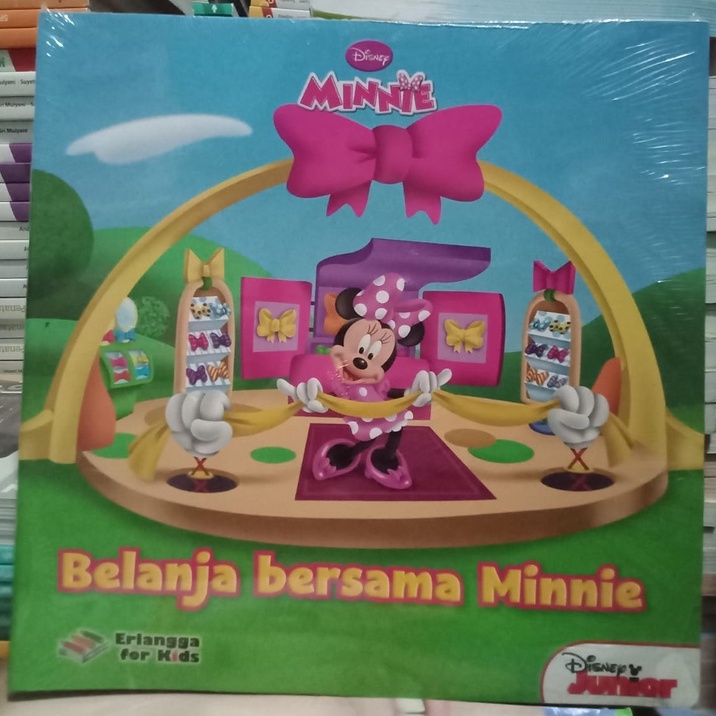 Disney
MINNIE
Belanja bersama Minnie
Erlangga
for Kids
Disney
Junior